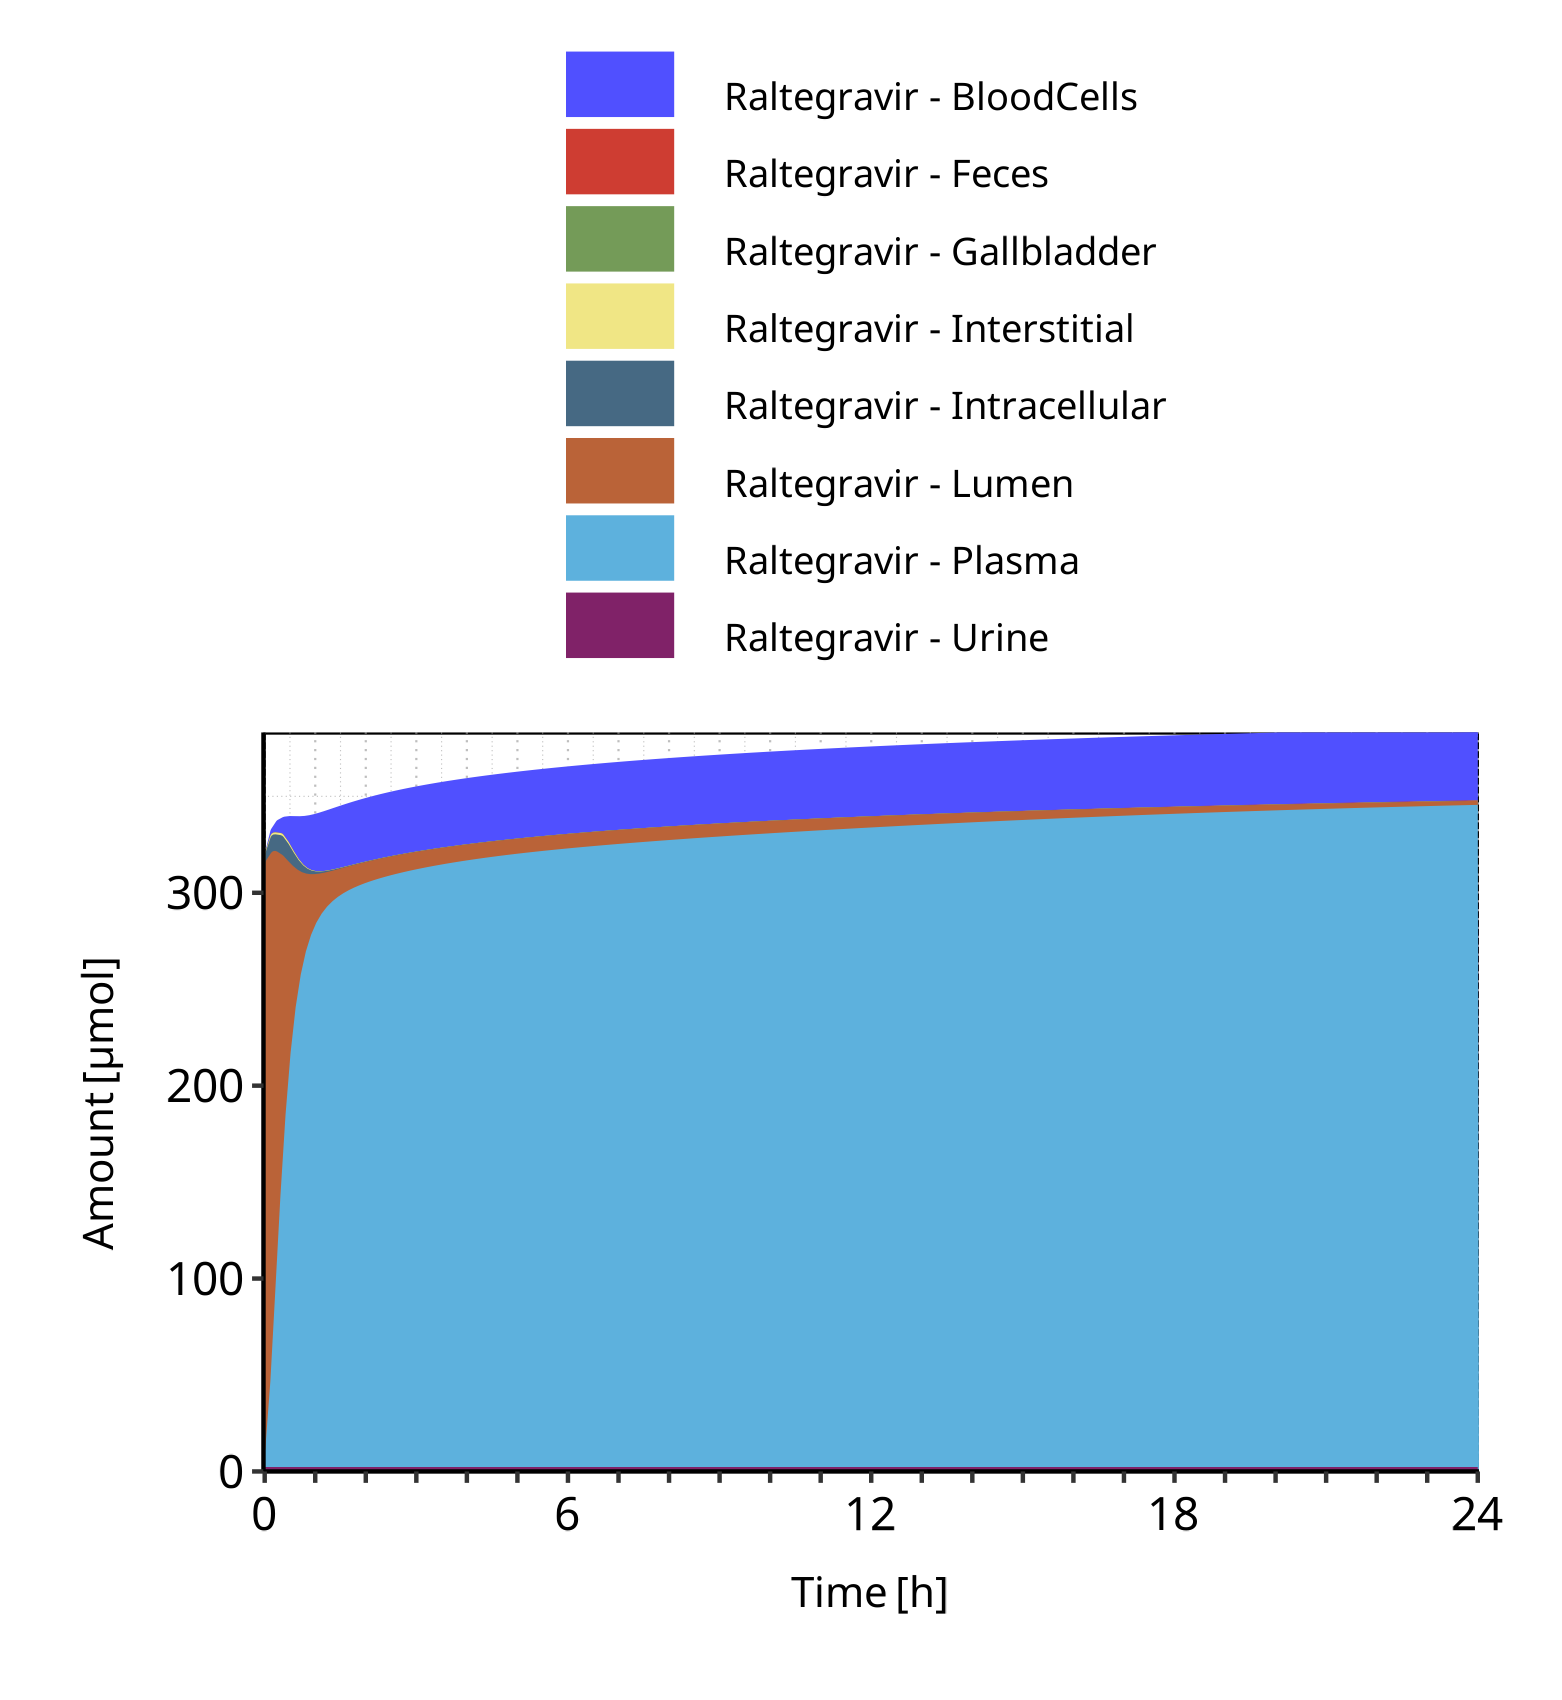 Raltegravir - BloodCells
Raltegravir - Feces
Raltegravir - Gallbladder
Raltegravir - Interstitial
Raltegravir - Intracellular
Raltegravir - Lumen
Raltegravir - Plasma
Raltegravir - Urine
300
200
100
0
Amount [µmol]
0 6 12 18 24
Time [h]